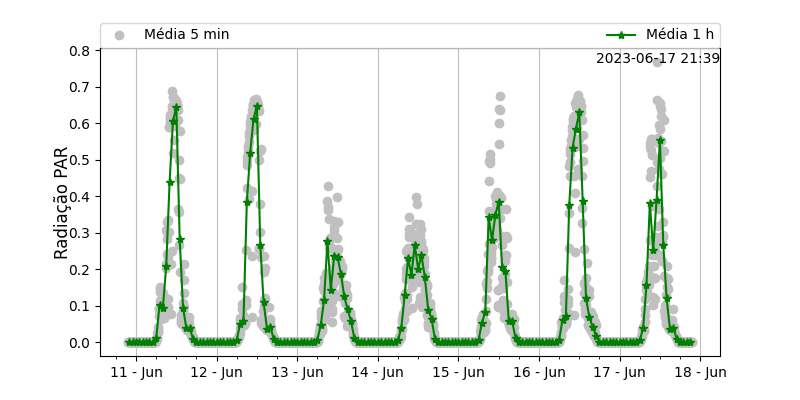 Média 5 min
Média 1 h
2023-06-17 21:39
Radiação PAR
0.8
0.7
0.6
0.5
0.4
0.3
0.2
0.1
0.0
11 - Jun
12 - Jun
13 - Jun
14 - Jun
15 - Jun
16 - Jun
17 - Jun
18 - Jun